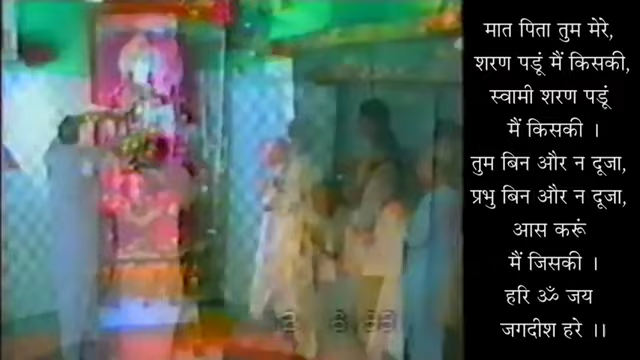 मात पिता तुम मेरे,
शरण पडूं मैं किसकी,
स्वामी शरण पडूं
मैं किसकी ।
तुम बिन और न दूजा,
प्रभु बिन और न दूजा,
आस करूं
मैं जिसकी ।
हरि ॐ जय
जगदीश हरे ।।